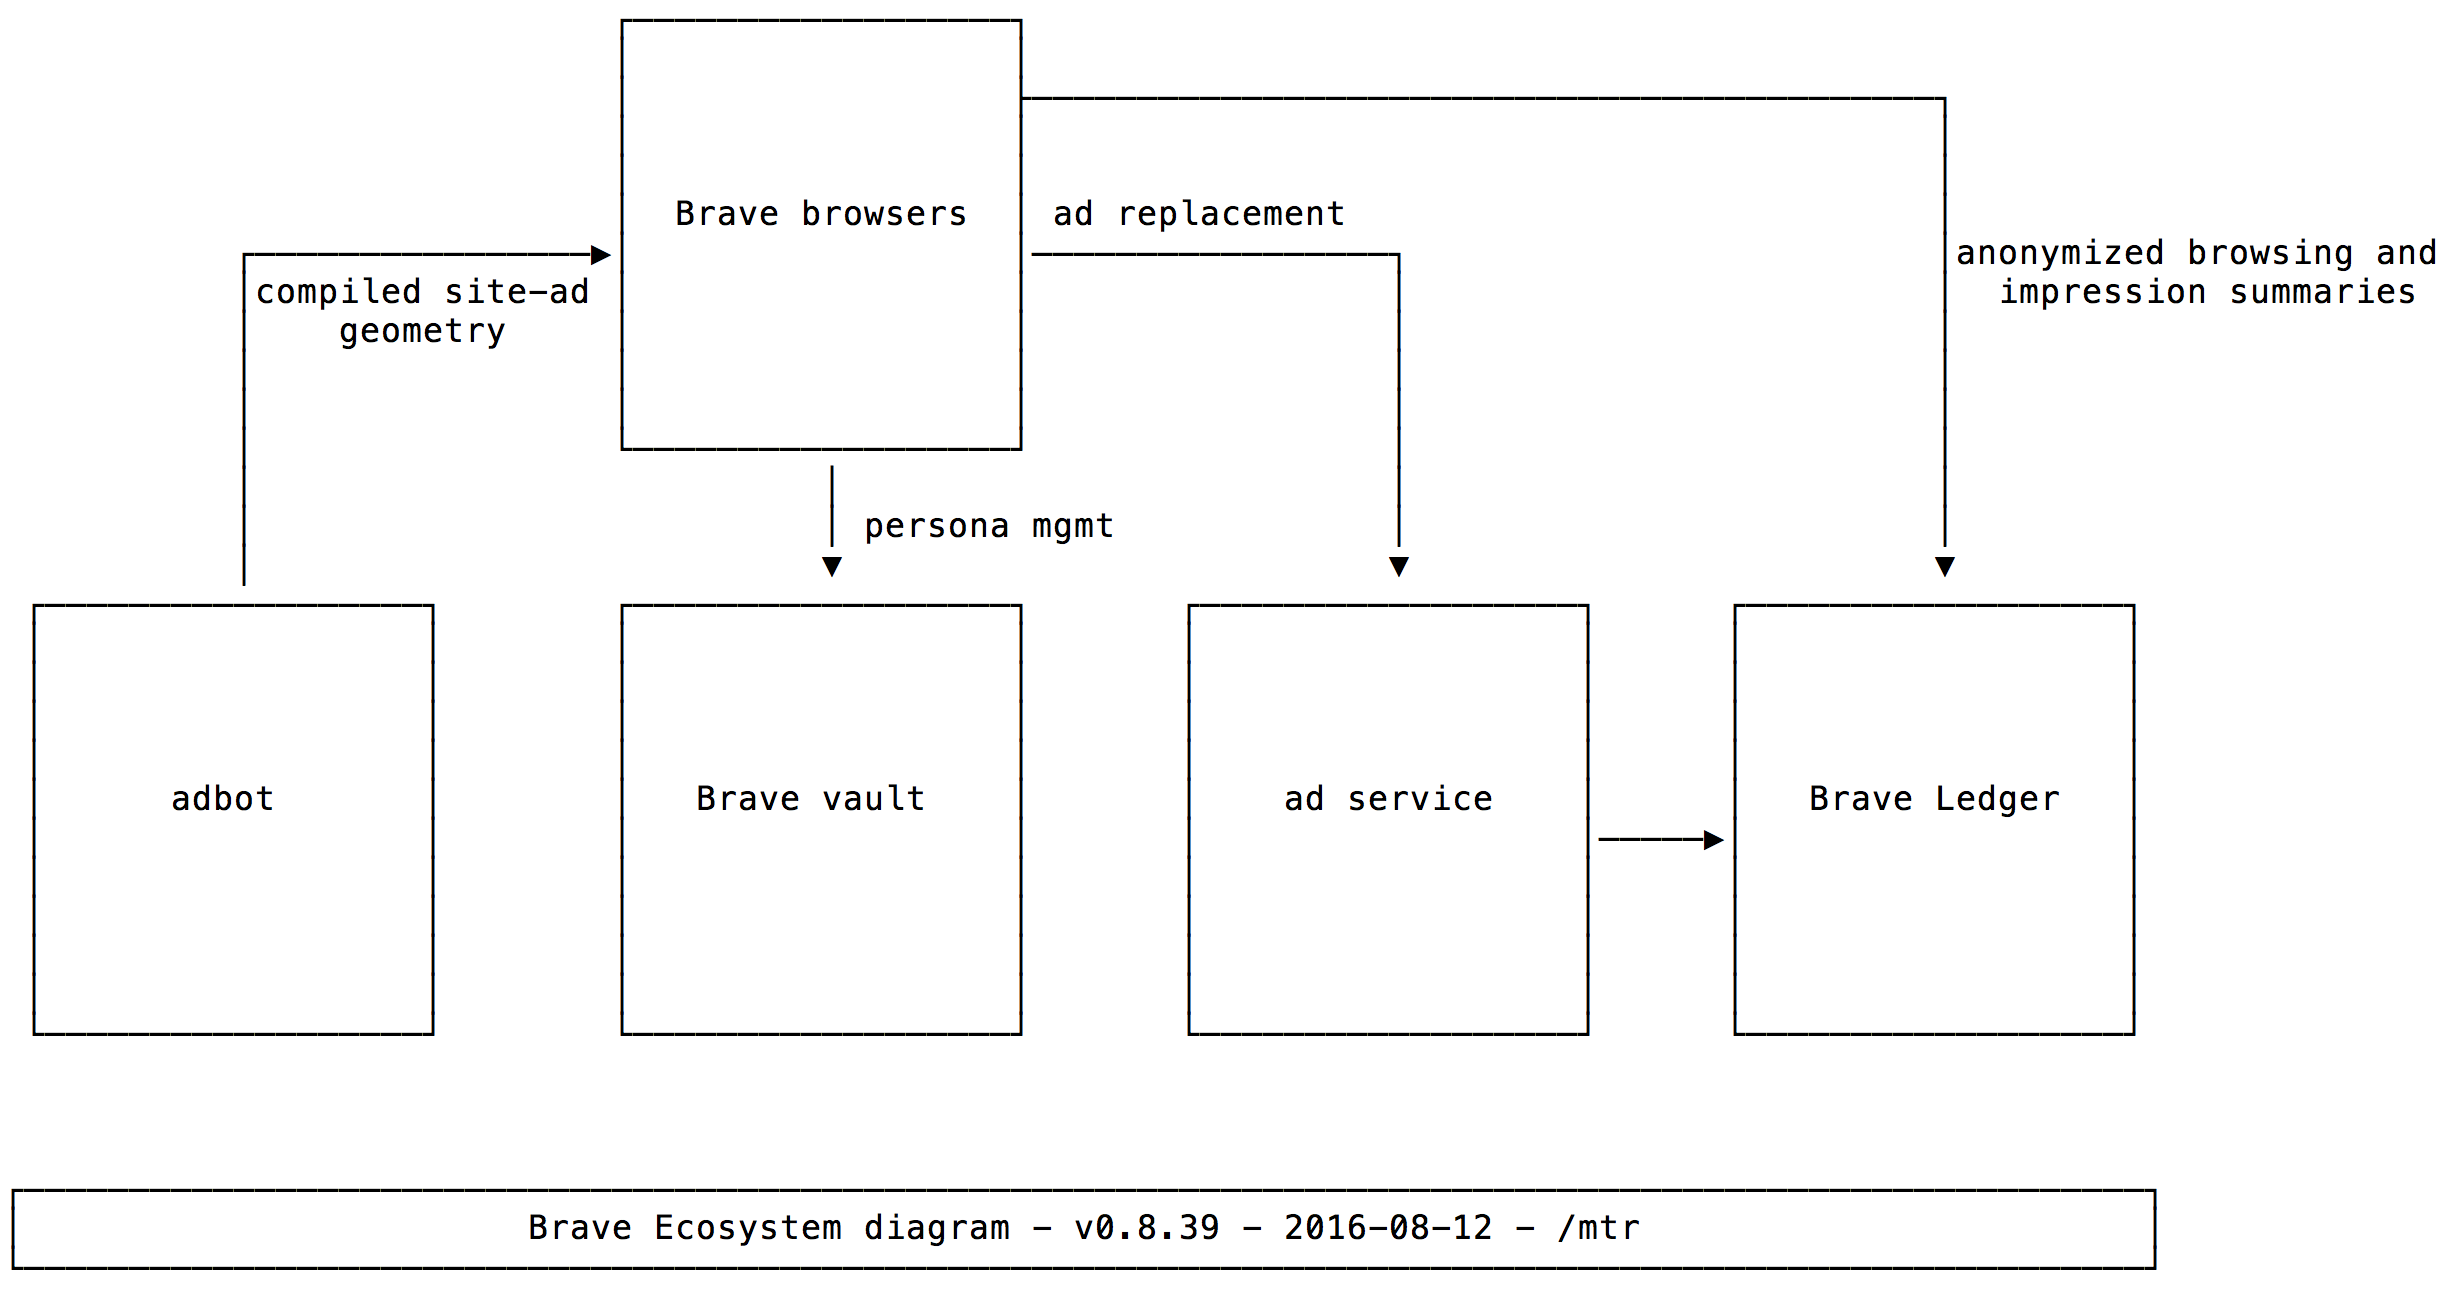 Brave browsers
ad replacement
anonymized browsing and
impression summaries
compiled site-ad
geometry
persona mgmt
adbot
Brave vault
ad service
Brave Ledger
Brave Ecosystem diagram - v0.8.39 - 2016-08-12 - /mtr